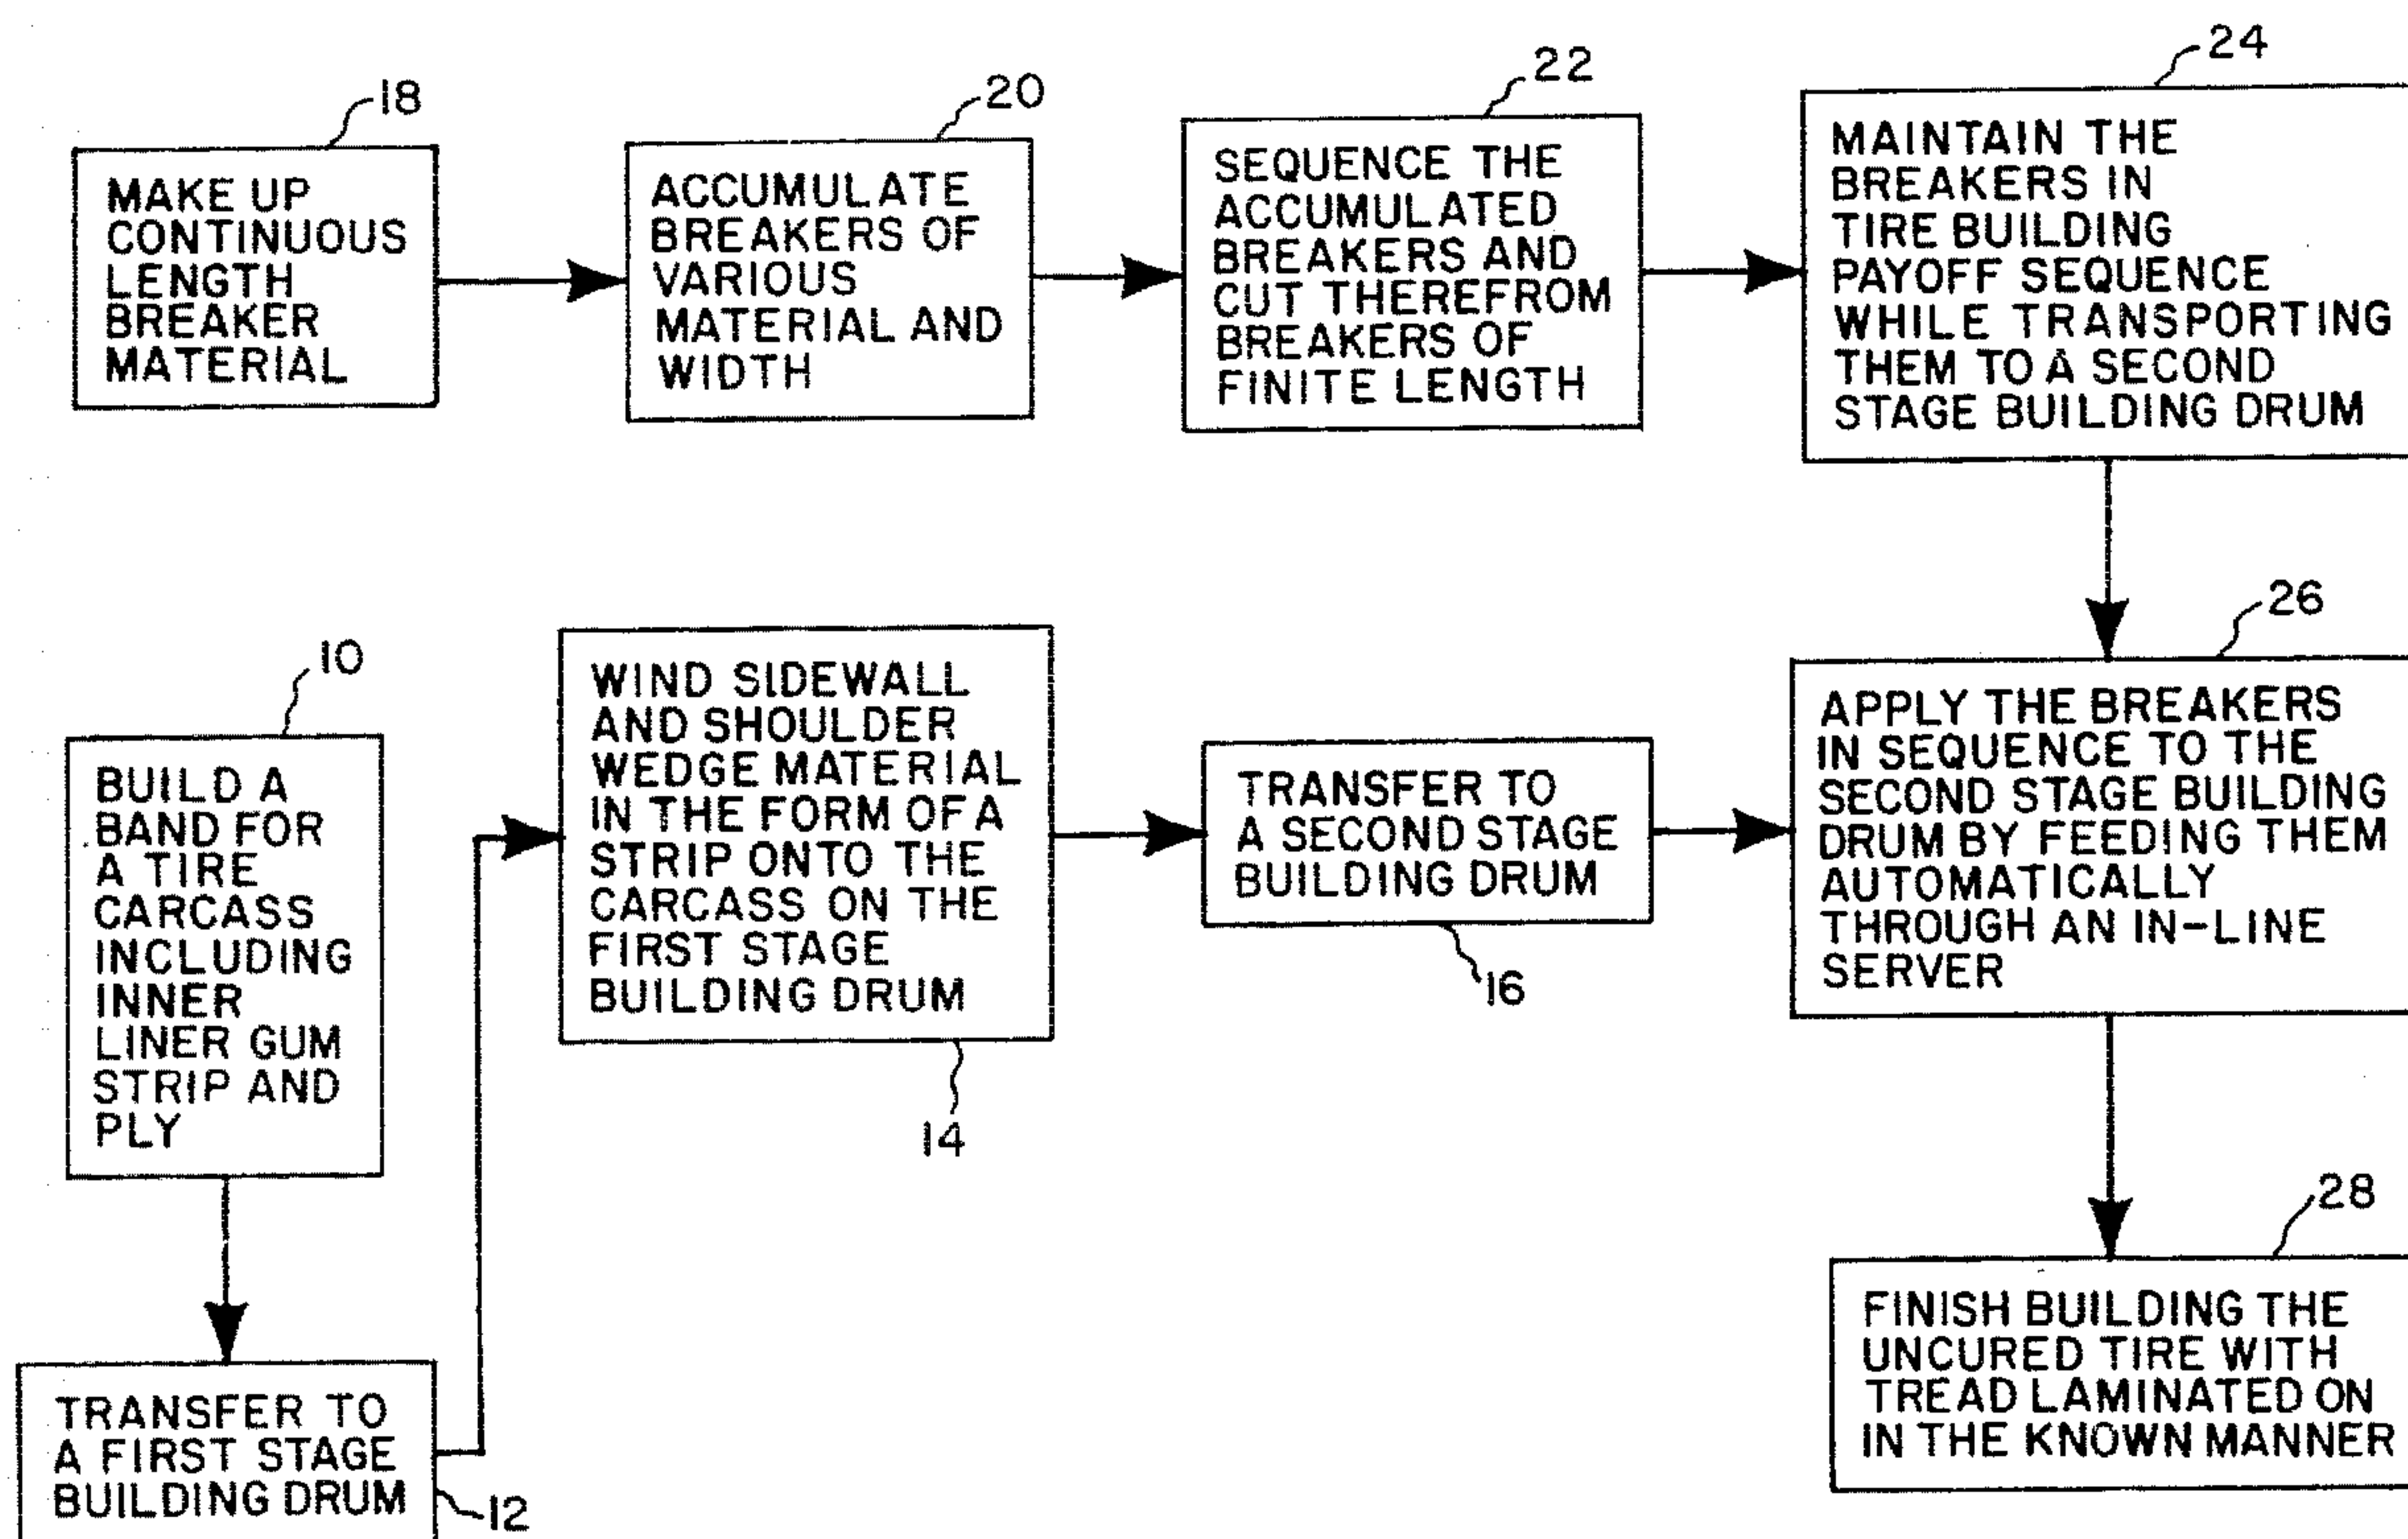 18
MAKE UP
CONTINUOUS
LENGTH
BREAKER
MATERIAL
20
ACCUMULATE
BREAKERS OF
VARIOUS
MATERIAL AND
WIDTH
22
SEQUENCE THE
ACCUMULATED
BREAKERS AND
CUT THEREFROM
BREAKERS OF
FINITE LENGTH
24
MAINTAIN THE
BREAKERS IN
TIRE BUILDING
PAYOFF SEQUENCE
WHILE TRANSPORTING
THEM TO A SECOND
STAGE BUILDING DRUM
10
BUILD A
BAND FOR
A TIRE
CARCASS
INCLUDING
INNER
LINER GUM
STRIP AND
PLY
TRANSFER TO
A FIRST STAGE
BUILDING DRUM
12
WIND SIDEWALL
AND SHOULDER
WEDGE MATERIAL
IN THE FORM OF A
STRIP ONTO THE
CARCASS ON THE
FIRST STAGE
BUILDING DRUM
14
TRANSFER TO
A SECOND STAGE
BUILDING DRUM
16
26
APPLY THE BREAKERS
IN SEQUENCE TO THE
SECOND STAGE BUILDING
DRUM BY FEEDING THEM
AUTOMATICALLY
THROUGH AN IN-LINE
SERVER
28
FINISH BUILDING THE
UNCURED TIRE WITH
TREAD LAMINATED ON
IN THE KNOWN MANNER